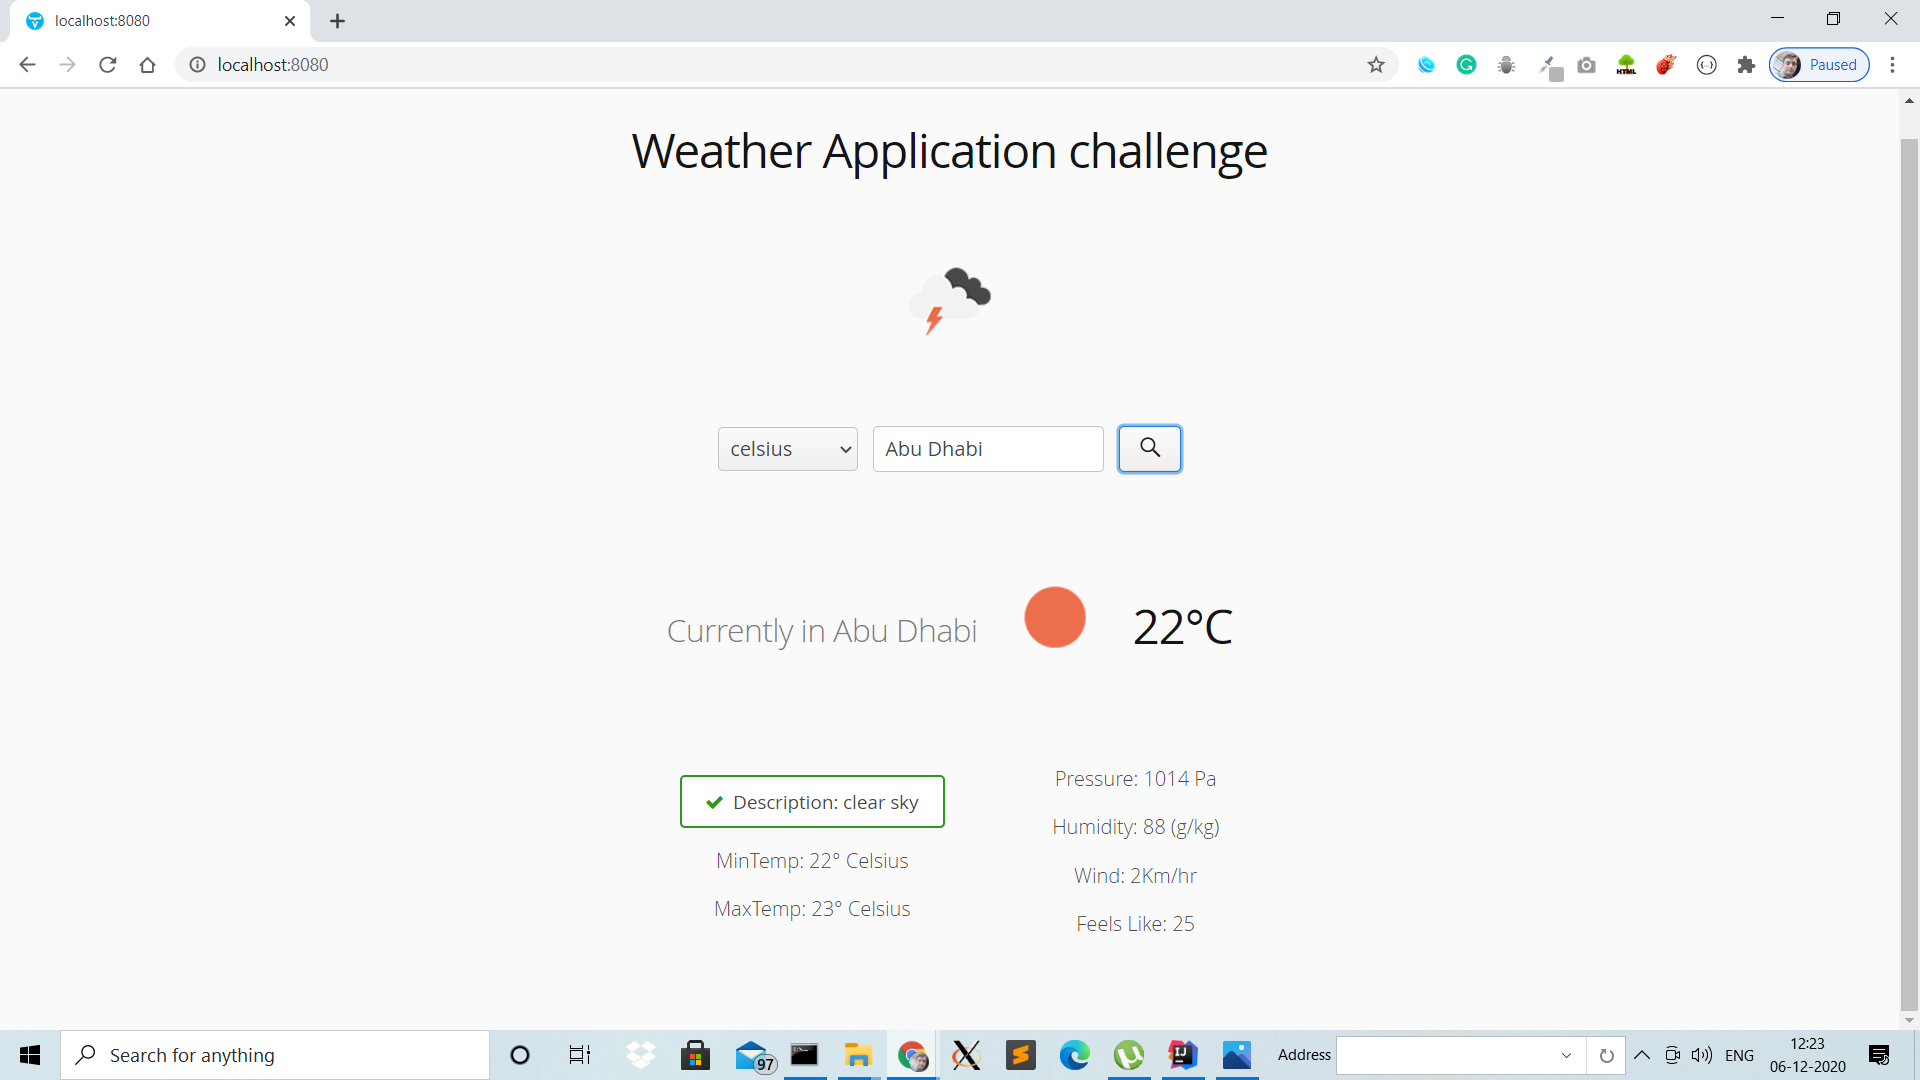 localhost:8080
localhost:8080
HTML
Paused
Weather Application challenge
celsius
Abu Dhabi
Currently in Abu Dhabi
22°C
Description: clear sky
MinTemp: 22° Celsius
MaxTemp: 23° Celsius
Pressure: 1014 Pa
Humidity: 88 (g/kg)
Wind: 2Km/hr
Feels Like: 25
Search for anything
97
Address
ENG
12:23
06-12-2020